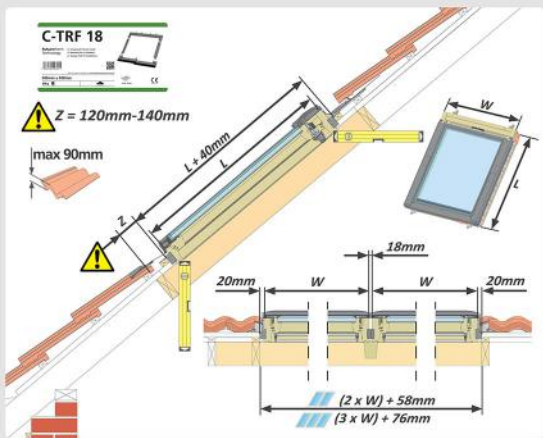 C-TRF 18
Z = 120mm-140mm
max 90mm
L + 40mm
L
Z
W
L
18mm
20mm
W
W
20mm
(2 x W) + 58mm
(3 x W) + 76mm